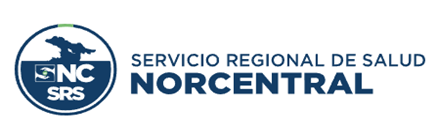 NC
SRS
SERVICIO REGIONAL DE SALUD
NORCENTRAL